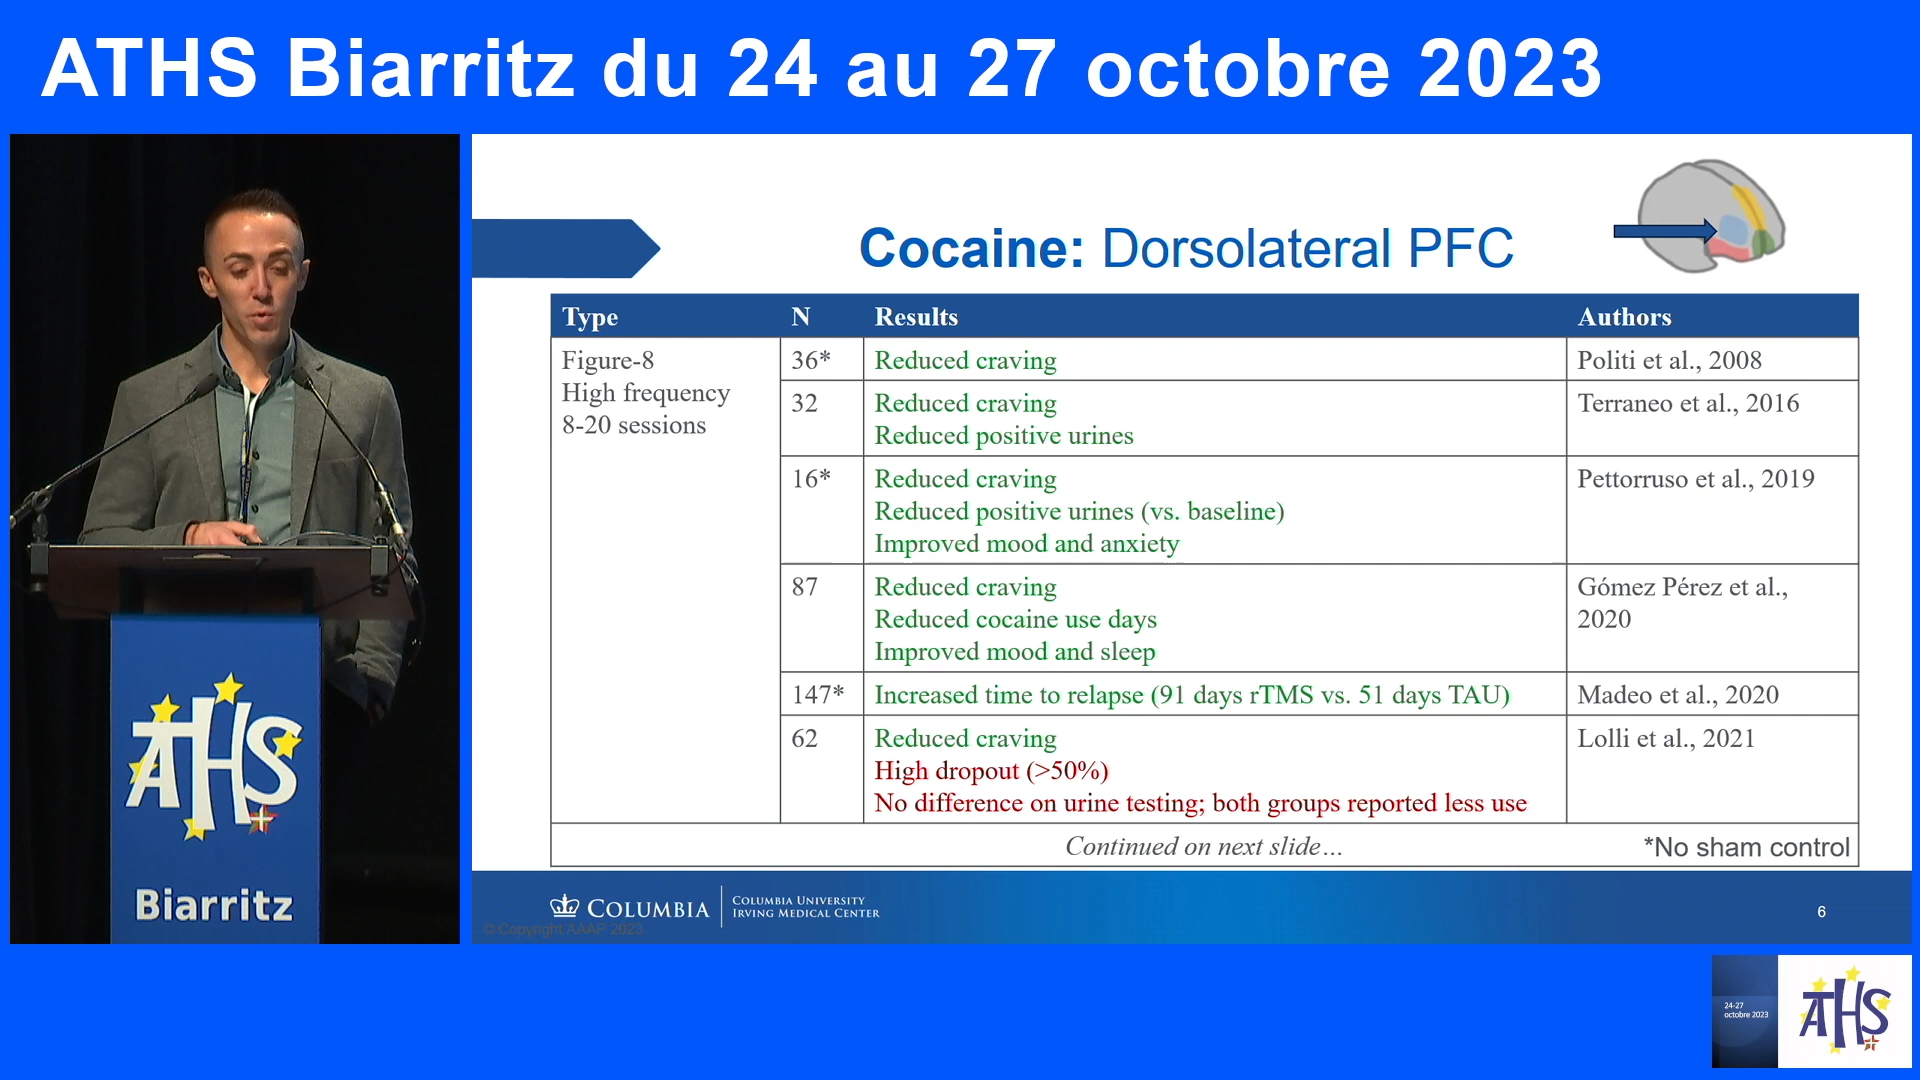 ATHS Biarritz du 24 au 27 octobre 2023
Cocaine: Dorsolateral PFC
Type N Results Authors
Figure-8
High frequency
8-20 sessions
36* Reduced craving Politi et al., 2008
32 Reduced craving Terraneo et al., 2016
Reduced positive urines
16* Reduced craving Pettorruso et al., 2019
Reduced positive urines (vs. baseline)
Improved mood and anxiety
87 Reduced craving Gómez Pérez et al.,
Reduced cocaine use days 2020
Improved mood and sleep
147* Increased time to relapse (91 days rTMS vs. 51 days TAU) Madeo et al., 2020
62 Reduced craving Lolli et al., 2021
High dropout (>50%)
No difference on urine testing; both groups reported less use
Continued on next slide… *No sham control
COLUMBIA
COLUMBIA UNIVERSITY
IRVING MEDICAL CENTER
6
© Copyright AAAP 2023
ATHS
Biarritz
24-27
octobre 2023
ATHS